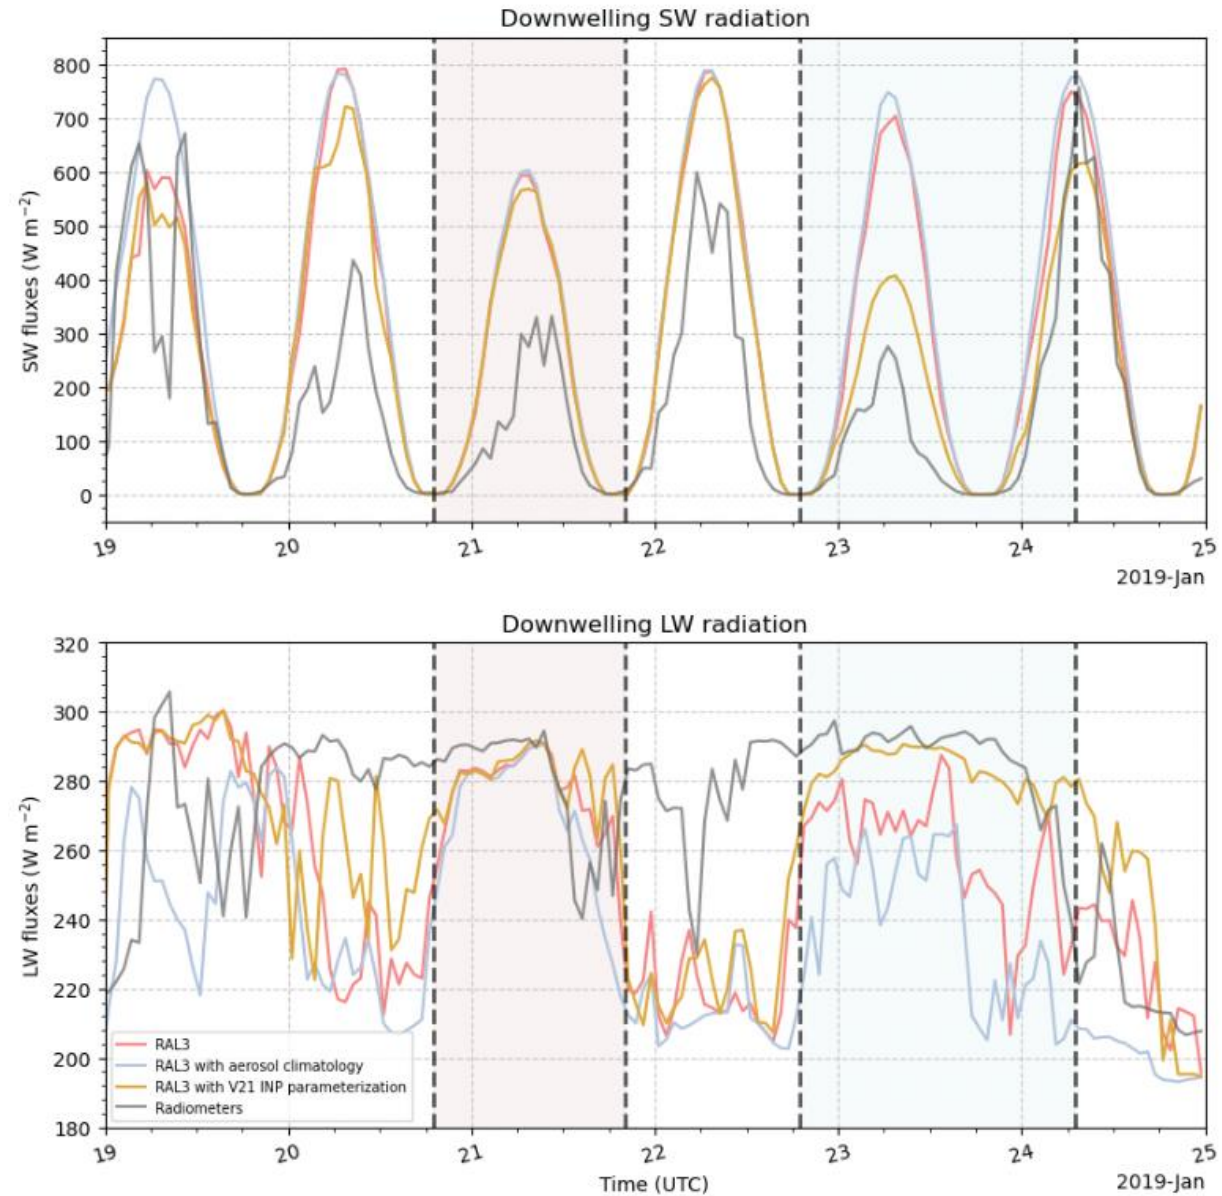 Downwelling SW radiation
SW fluxes (W m⁻²)
800
700
600
500
400
300
200
100
0
19
20
21
22
23
24
25
2019-Jan
Downwelling LW radiation
LW fluxes (W m⁻²)
320
300
280
260
240
220
200
180
RAL3
RAL3 with aerosol climatology
RAL3 with V21 INP parameterization
Radiometers
19
20
21
22
23
24
25
Time (UTC)
2019-Jan